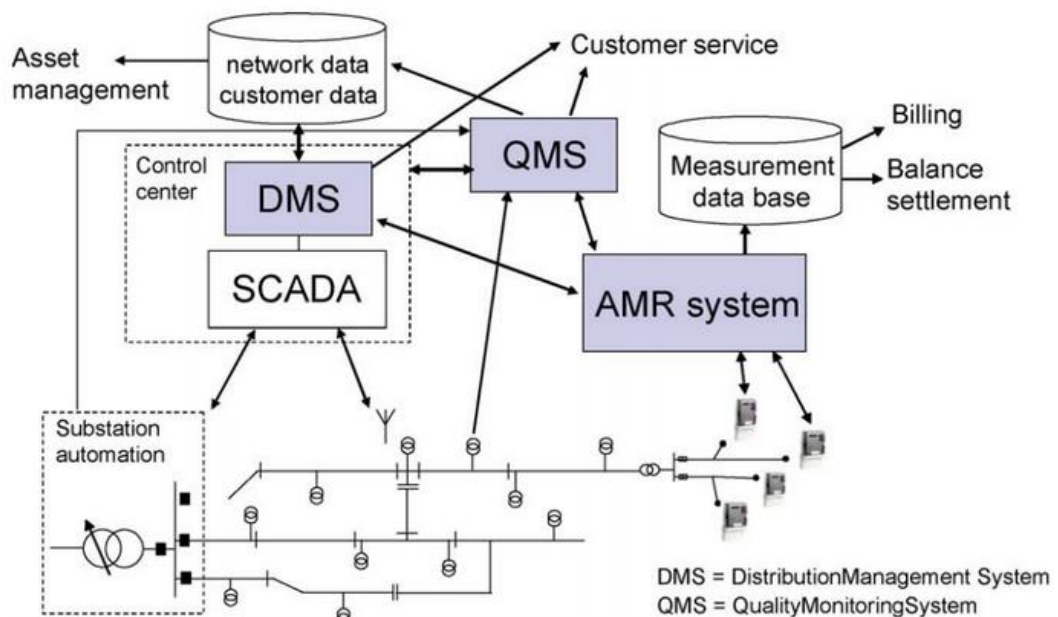 Asset
management
network data
customer data
Customer service
Control
center
DMS
SCADA
QMS
Measurement
data base
Billing
Balance
settlement
AMR system
Substation
automation
DMS = DistributionManagement System
QMS = QualityMonitoringSystem